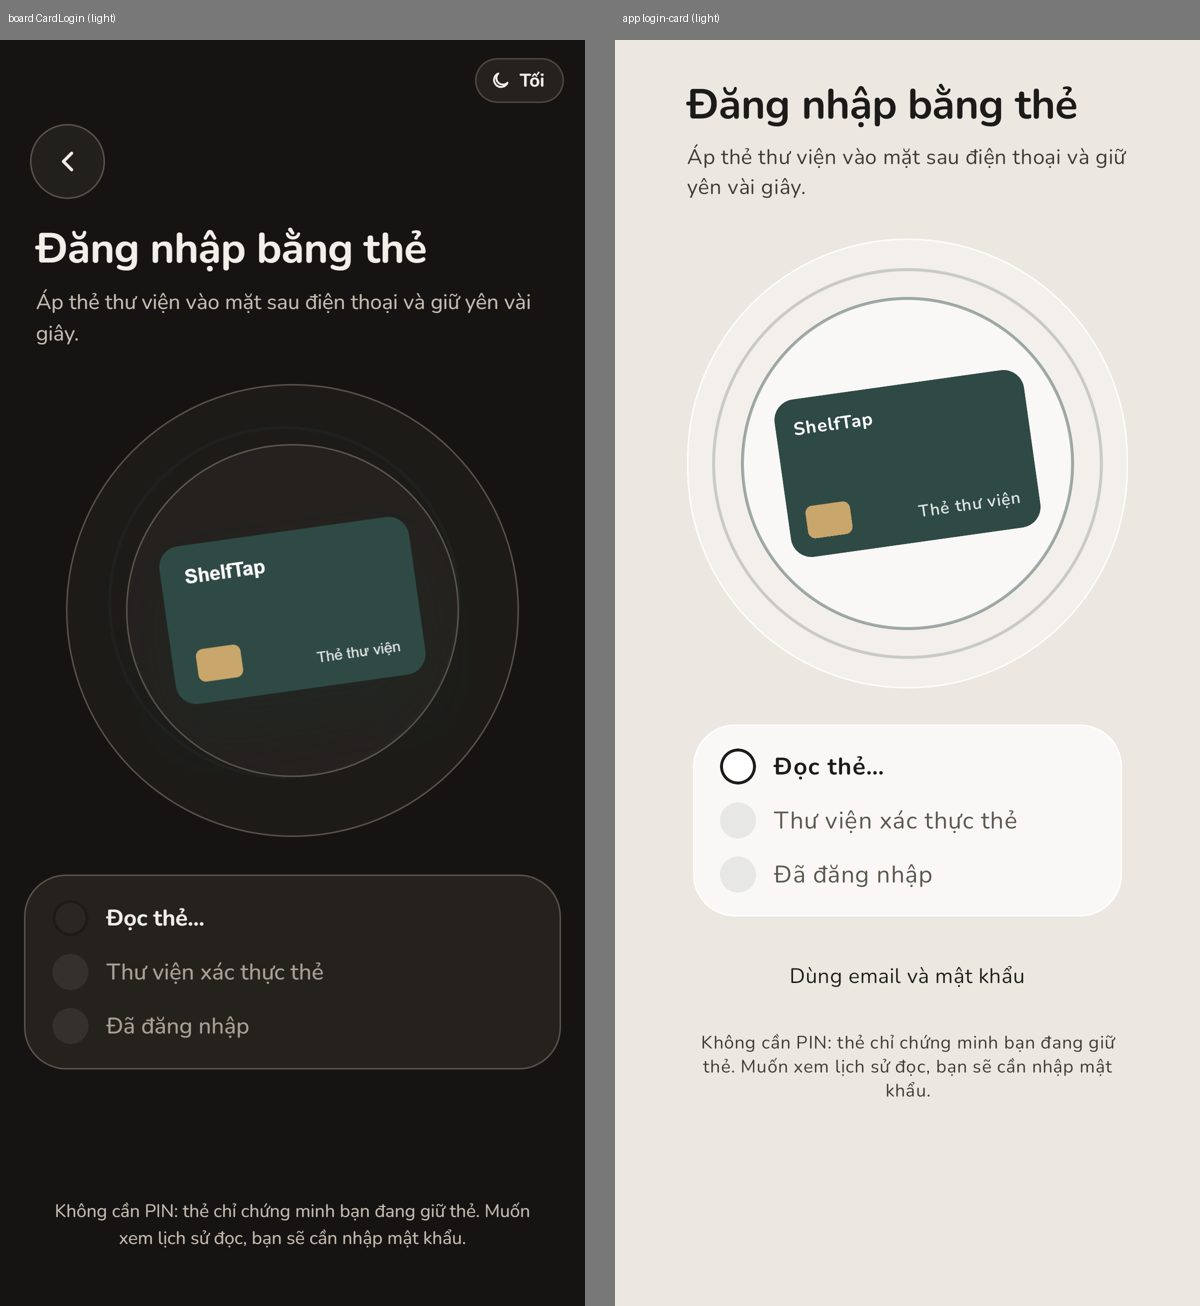 board CardLogin (light)
Tối
Đăng nhập bằng thẻ
Áp thẻ thư viện vào mặt sau điện thoại và giữ yên vài
giây.
ShelfTap
Thẻ thư viện
Đọc thẻ...
Thư viện xác thực thẻ
Đã đăng nhập
Không cần PIN: thẻ chỉ chứng minh bạn đang giữ thẻ. Muốn
xem lịch sử đọc, bạn sẽ cần nhập mật khẩu.
app login-card (light)
Đăng nhập bằng thẻ
Áp thẻ thư viện vào mặt sau điện thoại và giữ
yên vài giây.
ShelfTap
Thẻ thư viện
Đọc thẻ...
Thư viện xác thực thẻ
Đã đăng nhập
Dùng email và mật khẩu
Không cần PIN: thẻ chỉ chứng minh bạn đang giữ
thẻ. Muốn xem lịch sử đọc, bạn sẽ cần nhập mật
khẩu.